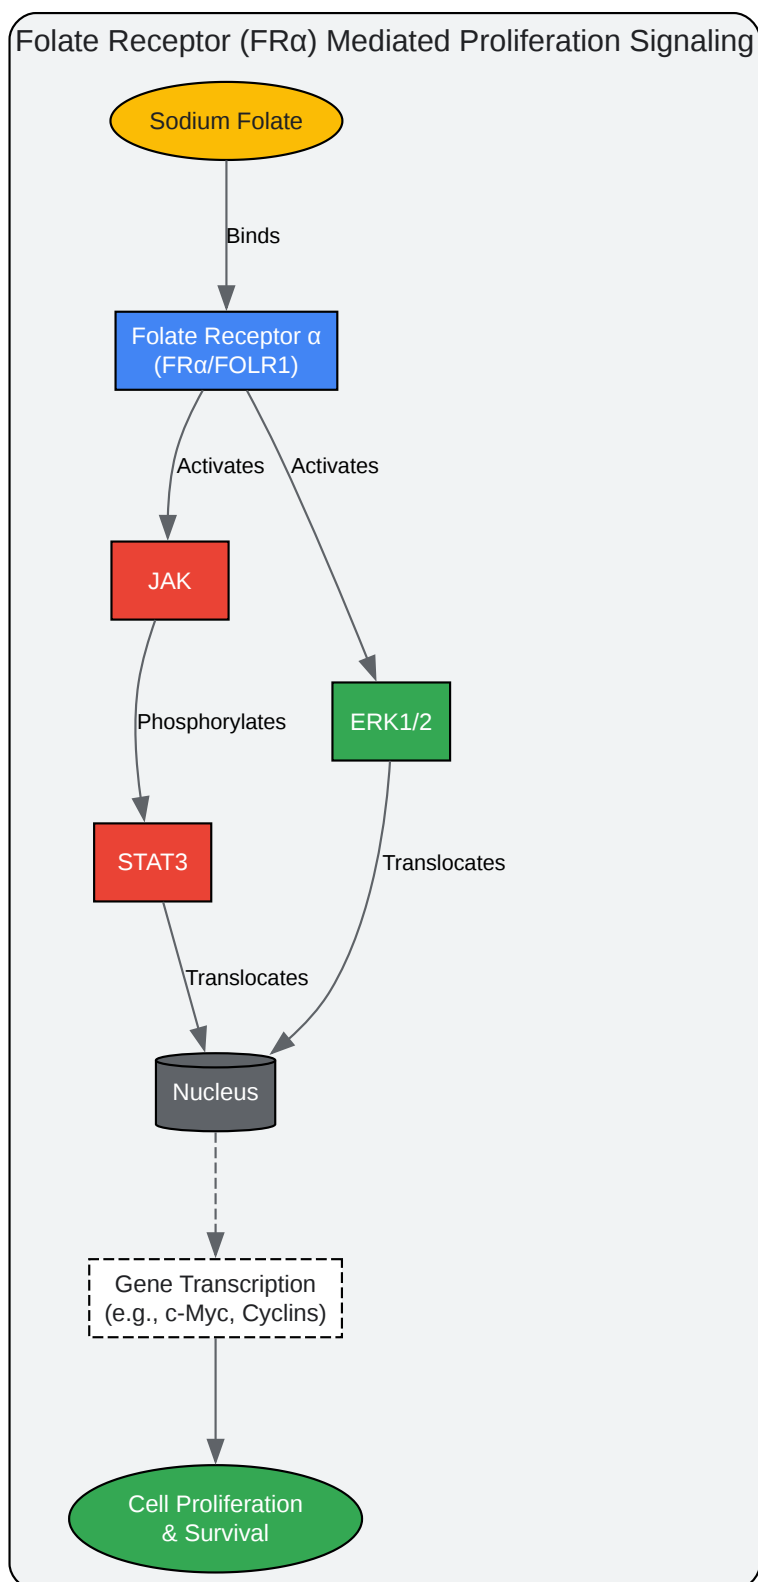 Folate Receptor (FRα) Mediated Proliferation Signaling
Sodium Folate
Binds
Folate Receptor α
(FRα/FOLR1)
Activates
Activates
JAK
Phosphorylates
ERK1/2
STAT3
Translocates
Translocates
Nucleus
Gene Transcription
(e.g., c-Myc, Cyclins)
Cell Proliferation
& Survival